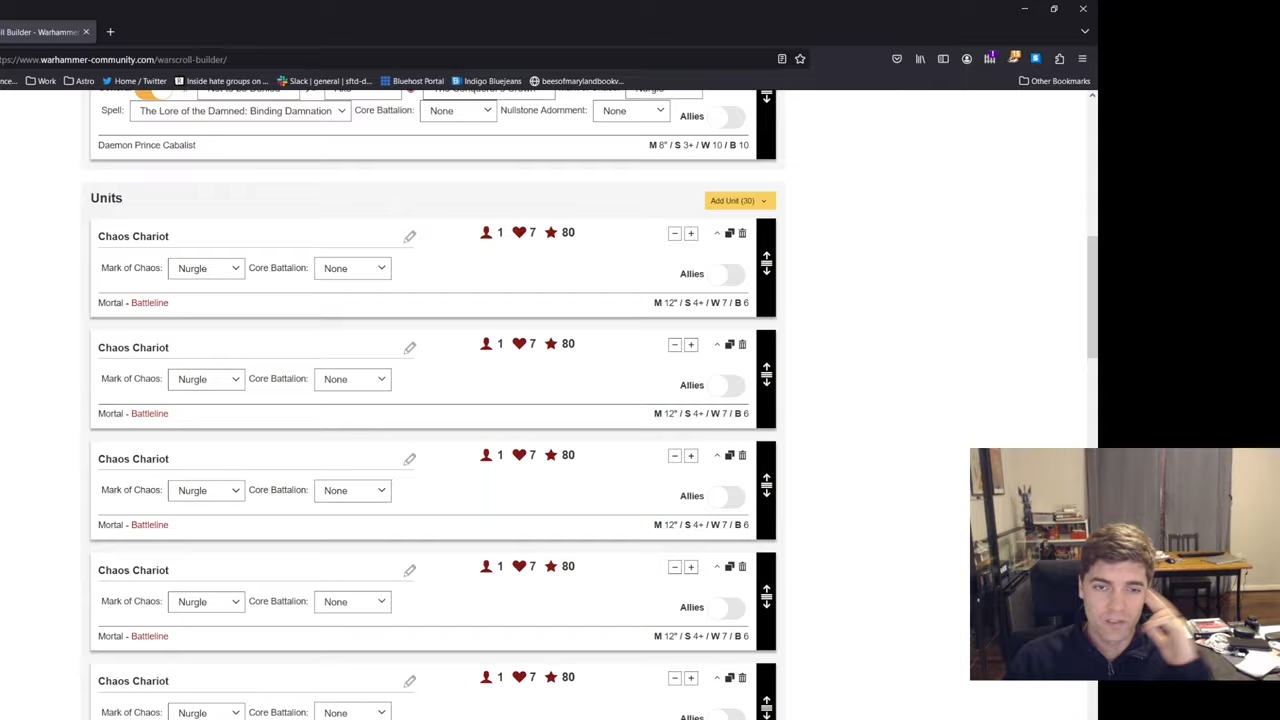 ll Builder - Warhamme
tps://www.warhammer-community.com/warscroll-builder/
nce... Work Astro Home / Twitter Inside hate groups on Slack | general | sftd-d... Bluehost Portal Indigo Bluejeans beesofmarylandbookv... Other Bookmarks
15
Spell: The Lore of the Damned: Binding Damnation Core Battalion: None Nullstone Adornment: None Allies
Daemon Prince Cabalist M 8" / S 3+ / W 10 / B 10
Units Add Unit (30)
Chaos Chariot 1 7 80
Mark of Chaos: Nurgle Core Battalion: None Allies
Mortal - Battleline M 12" / S 4+ / W 7 / B 6
Chaos Chariot 1 7 80
Mark of Chaos: Nurgle Core Battalion: None Allies
Mortal - Battleline M 12" / S 4+ / W 7 / B 6
Chaos Chariot 1 7 80
Mark of Chaos: Nurgle Core Battalion: None Allies
Mortal - Battleline M 12" / S 4+ / W 7 / B 6
Chaos Chariot 1 7 80
Mark of Chaos: Nurgle Core Battalion: None Allies
Mortal - Battleline M 12" / S 4+ / W 7 / B 6
Chaos Chariot 1 7 80
Mark of Chaos: Nurgle Core Battalion: None Allies